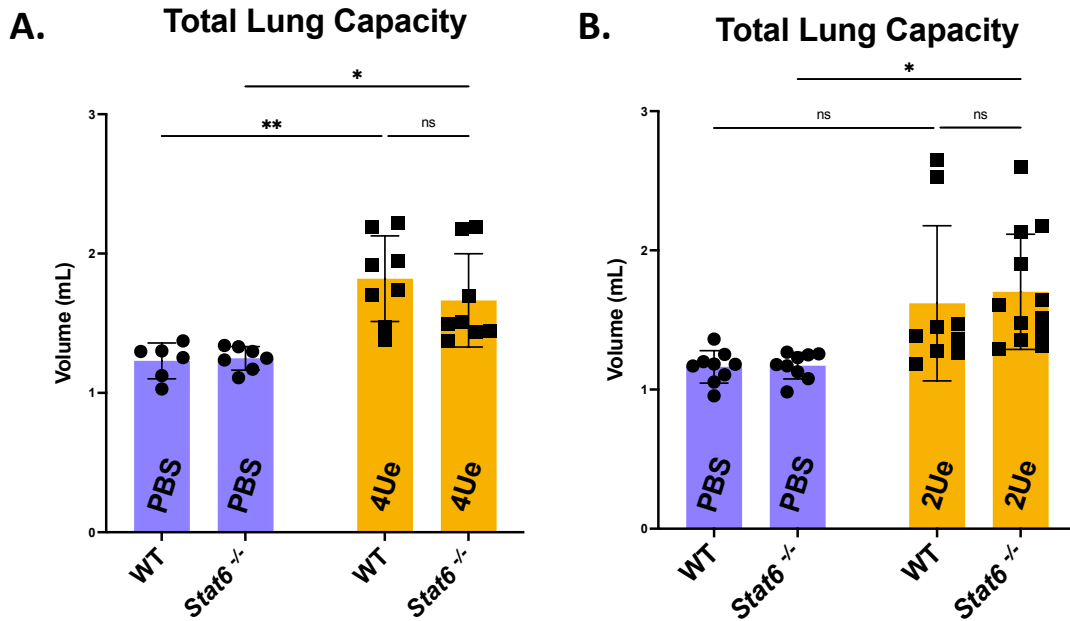 A.
Total Lung Capacity
*
**
ns
3
2
1
0
Volume (mL)
PBS
PBS
4Ue
4Ue
WT
Stat6 -/-
WT
Stat6 -/-
B.
Total Lung Capacity
*
ns
ns
3
2
1
0
Volume (mL)
PBS
PBS
2Ue
2Ue
WT
Stat6 -/-
WT
Stat6 -/-